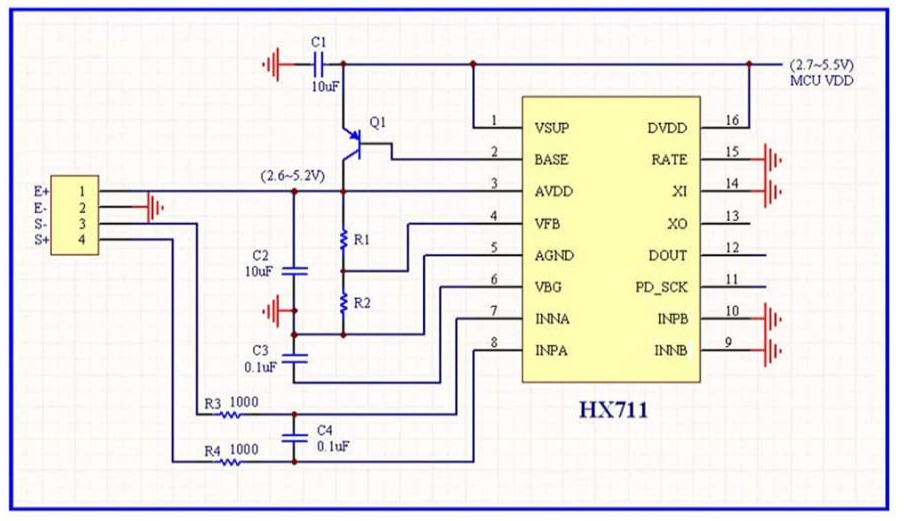 C1
10uF
(2.7~5.5V)
MCU VDD
Q1
1 VSUP DVDD 16
2 BASE RATE 15
(2.6~5.2V)
3 AVDD XI 14
E+ 1
E- 2
S- 3
S+ 4
4 VFB XO 13
R1
5 AGND DOUT 12
C2
10uF
6 VBG PD_SCK 11
R2
7 INNA INPB 10
8 INPA INNB 9
C3
0.1uF
R3 1000
HX711
C4
0.1uF
R4 1000